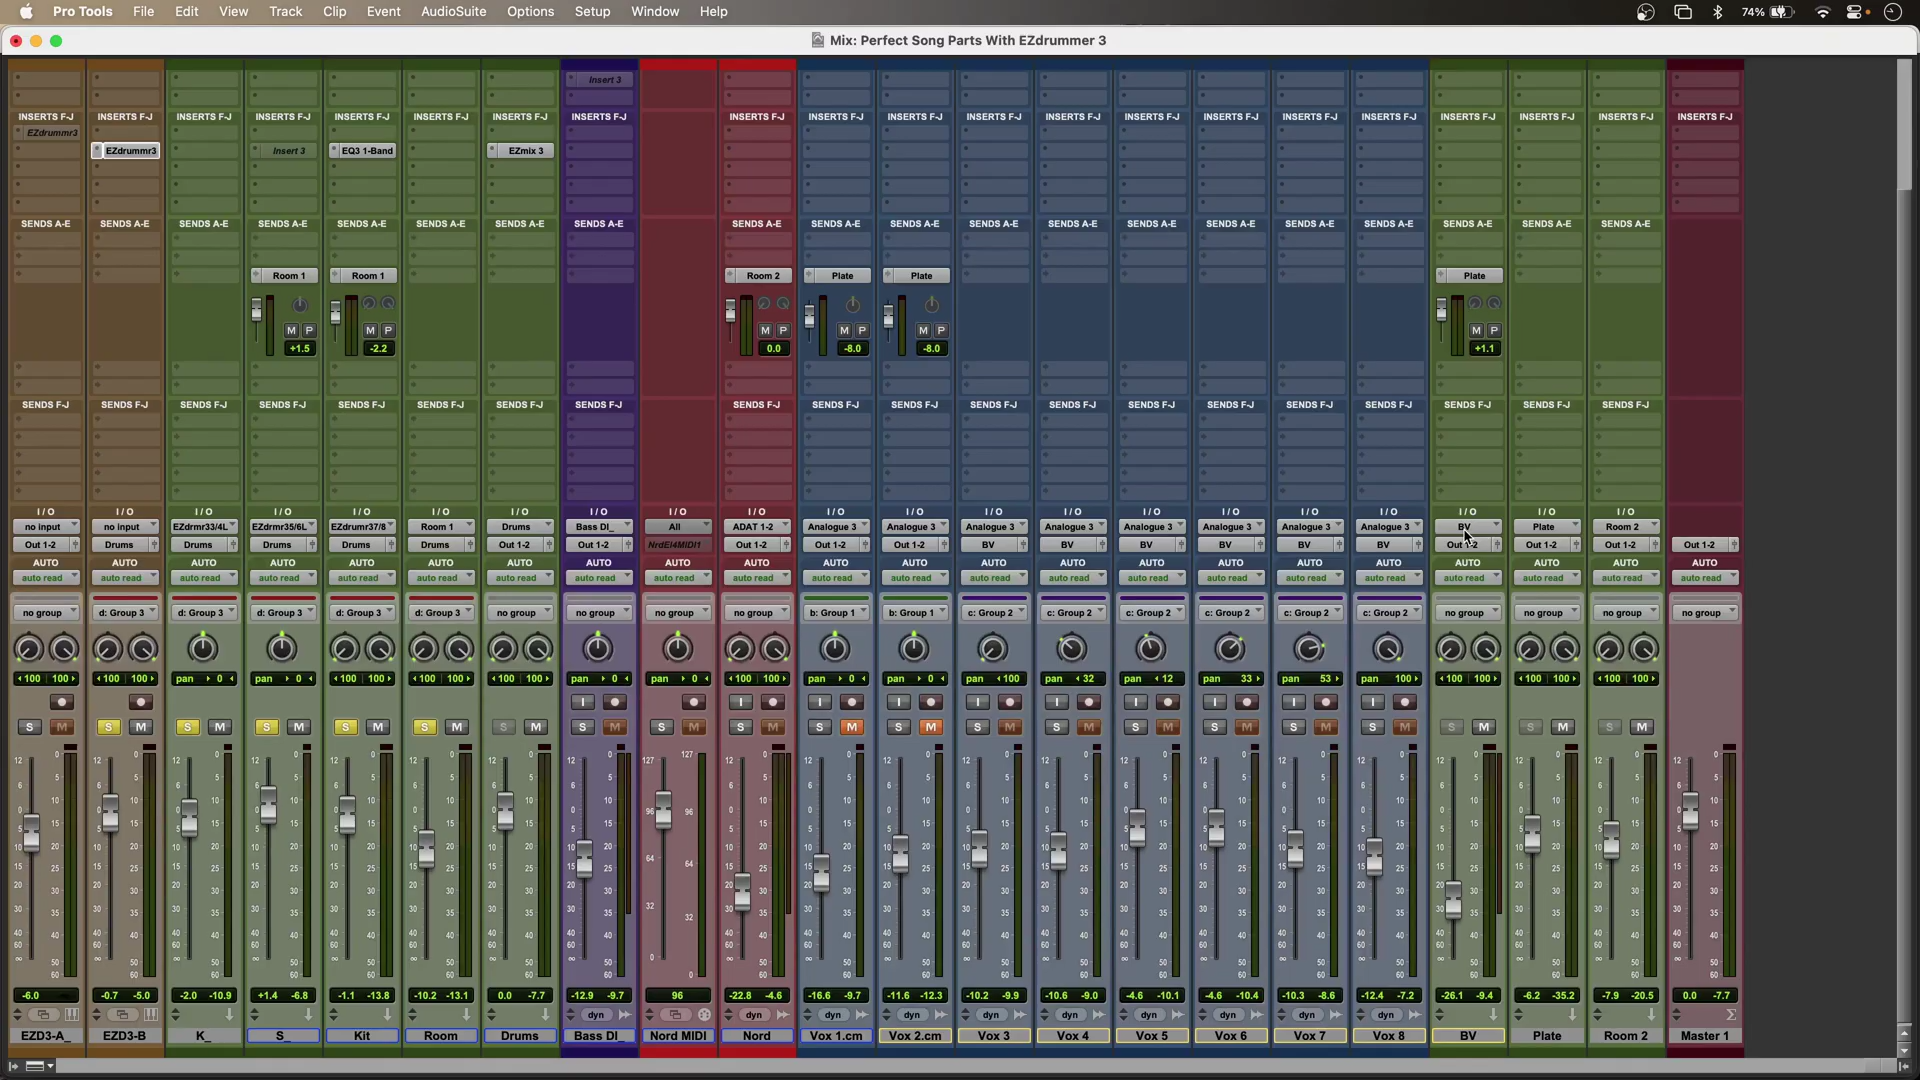 Pro Tools File Edit View Track Clip Event AudioSuite Options Setup Window Help 74%
Mix: Perfect Song Parts With EZdrummer 3
Insert 3
INSERTS F-J INSERTS F-J INSERTS F-J INSERTS F-J INSERTS F-J INSERTS F-J INSERTS F-J INSERTS F-J INSERTS F-J INSERTS F-J INSERTS F-J INSERTS F-J INSERTS F-J INSERTS F-J INSERTS F-J INSERTS F-J INSERTS F-J INSERTS F-J INSERTS F-J INSERTS F-J INSERTS F-J INSERTS F-J
EZdrummr3
EZdrummr3 Insert 3 EQ3 1-Band EZmix 3
SENDS A-E SENDS A-E SENDS A-E SENDS A-E SENDS A-E SENDS A-E SENDS A-E SENDS A-E SENDS A-E SENDS A-E SENDS A-E SENDS A-E SENDS A-E SENDS A-E SENDS A-E SENDS A-E SENDS A-E SENDS A-E SENDS A-E SENDS A-E
Room 1 Room 1 Room 2 Plate Plate Plate
M P M P M P M P M P M P
+1.5 -2.2 0.0 -8.0 -8.0 +1.1
SENDS F-J SENDS F-J SENDS F-J SENDS F-J SENDS F-J SENDS F-J SENDS F-J SENDS F-J SENDS F-J SENDS F-J SENDS F-J SENDS F-J SENDS F-J SENDS F-J SENDS F-J SENDS F-J SENDS F-J SENDS F-J SENDS F-J SENDS F-J
I / O I / O I / O I / O I / O I / O I / O I / O I / O I / O I / O I / O I / O I / O I / O I / O I / O I / O I / O I / O I / O
no input no input EZdrmr33/4L EZdrmr35/6L EZdrumr37/8 Room 1 Drums Bass DI_ All ADAT 1-2 Analogue 3 Analogue 3 Analogue 3 Analogue 3 Analogue 3 Analogue 3 Analogue 3 Analogue 3 BV Plate Room 2
Out 1-2 Drums Drums Drums Drums Drums Out 1-2 Out 1-2 NrdEl4MIDI1 Out 1-2 Out 1-2 Out 1-2 BV BV BV BV BV BV Out 1-2 Out 1-2 Out 1-2 Out 1-2
AUTO AUTO AUTO AUTO AUTO AUTO AUTO AUTO AUTO AUTO AUTO AUTO AUTO AUTO AUTO AUTO AUTO AUTO AUTO AUTO AUTO AUTO
auto read auto read auto read auto read auto read auto read auto read auto read auto read auto read auto read auto read auto read auto read auto read auto read auto read auto read auto read auto read auto read auto read
no group d: Group 3 d: Group 3 d: Group 3 d: Group 3 d: Group 3 no group no group no group no group b: Group 1 b: Group 1 c: Group 2 c: Group 2 c: Group 2 c: Group 2 c: Group 2 c: Group 2 no group no group no group no group
100 100 100 100 pan 0 pan 0 100 100 100 100 100 100 pan 0 pan 0 100 100 pan 0 pan 0 pan 100 pan 32 pan 12 pan 33 pan 53 pan 100 100 100 100 100 100 100
I I I I I I I I I I
S M S M S M S M S M S M S M S M S M S M S M S M S M S M S M S M S M S M S M S M S M
-6.0 -0.7 -5.0 -2.0 -10.9 +1.4 -6.8 -1.1 -13.8 -10.2 -13.1 0.0 -7.7 -12.9 -9.7 96 -22.8 -4.6 -16.6 -9.7 -11.6 -12.3 -10.2 -9.9 -10.6 -9.0 -4.6 -10.1 -4.6 -10.4 -10.3 -8.6 -12.4 -7.2 -26.1 -9.4 -6.2 -35.2 -7.9 -20.5 0.0 -7.7
dyn dyn dyn dyn dyn dyn dyn dyn dyn dyn
EZD3-A_ EZD3-B K_ S_ Kit Room Drums Bass DI_ Nord MIDI Nord Vox 1.cm Vox 2.cm Vox 3 Vox 4 Vox 5 Vox 6 Vox 7 Vox 8 BV Plate Room 2 Master 1